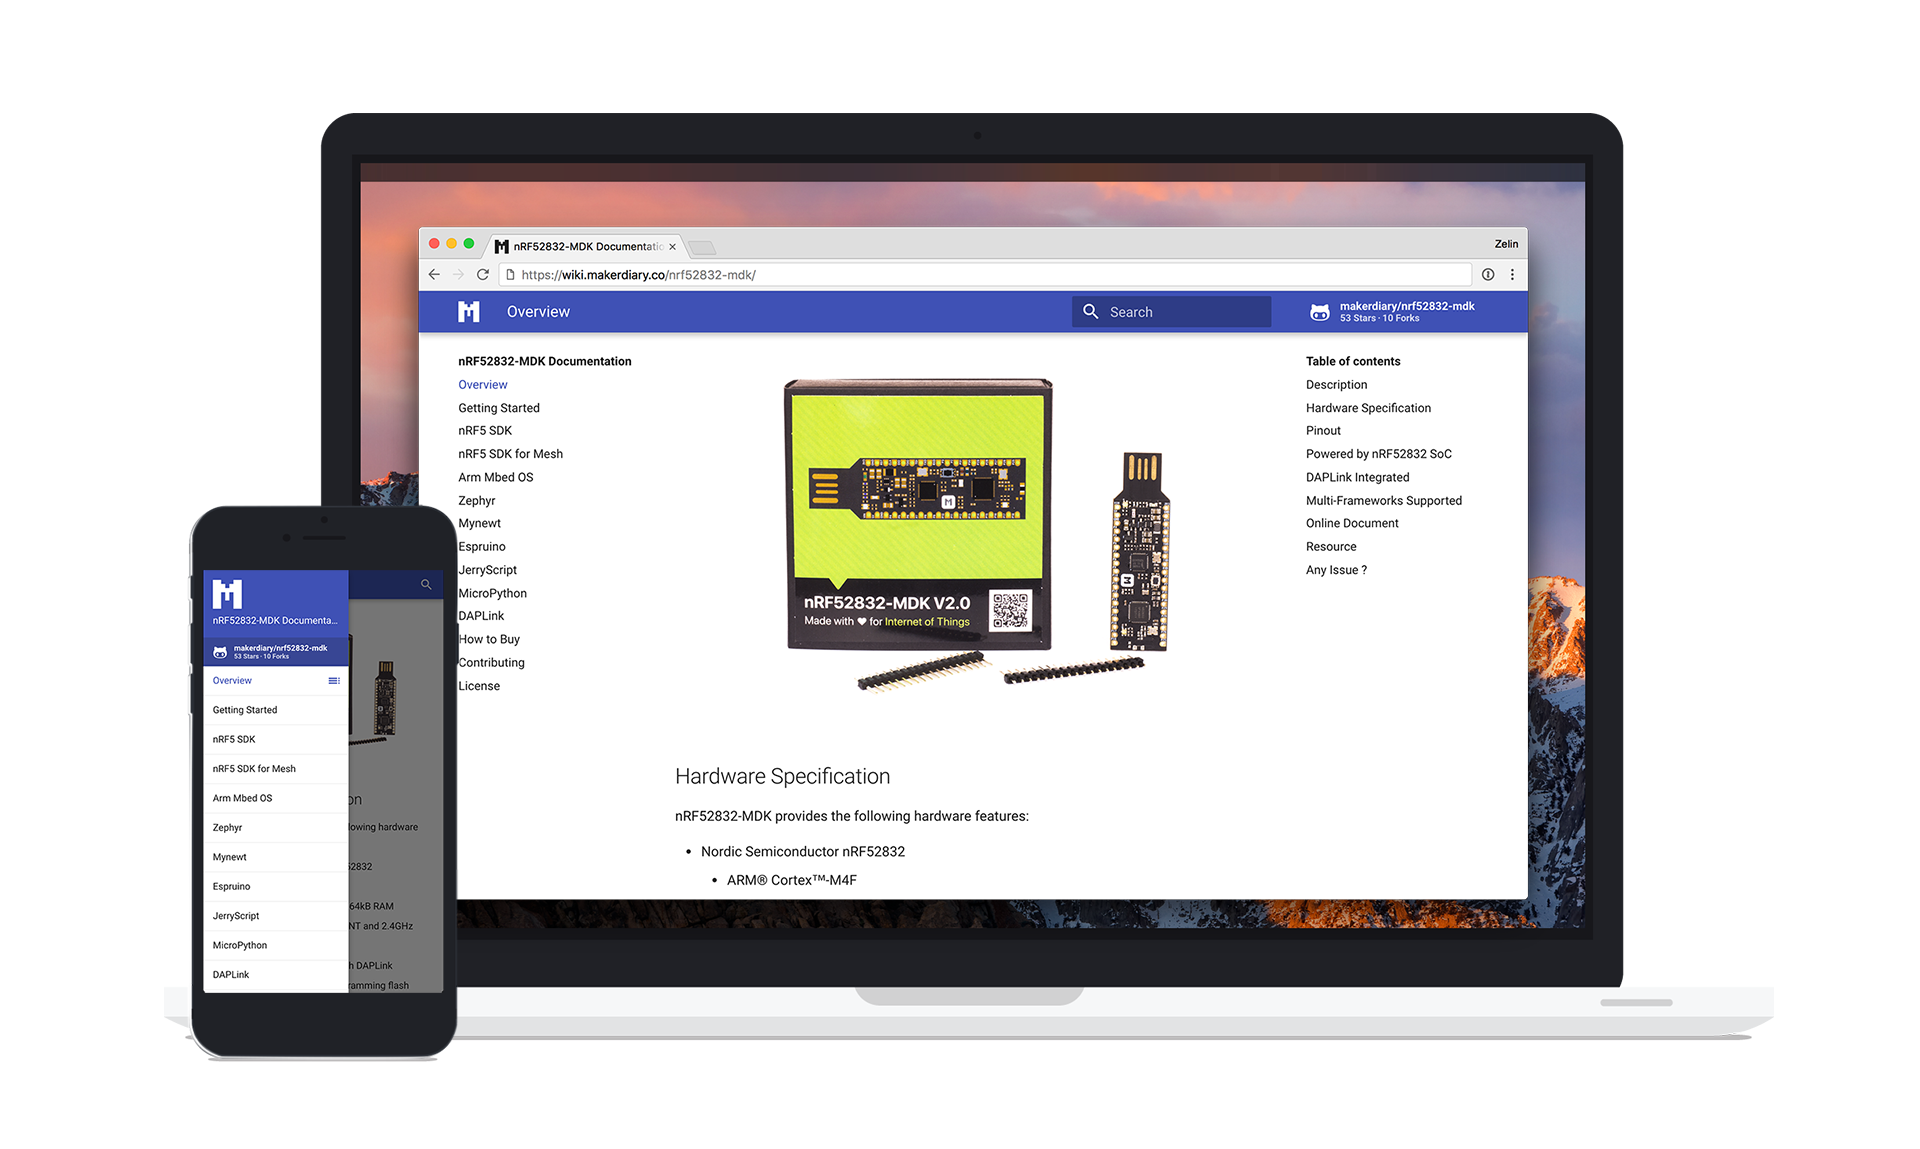 nRF52832-MDK Documentatio
Zelin
https://wiki.makerdiary.co/nrf52832-mdk/
Overview
Search
makerdiary/nrf52832-mdk
53 Stars · 10 Forks
nRF52832-MDK Documentation
Overview
Getting Started
nRF5 SDK
nRF5 SDK for Mesh
Arm Mbed OS
Zephyr
Mynewt
Espruino
JerryScript
MicroPython
DAPLink
How to Buy
Contributing
License
nRF52832-MDK V2.0
Made with ♥ for Internet of Things
Table of contents
Description
Hardware Specification
Pinout
Powered by nRF52832 SoC
DAPLink Integrated
Multi-Frameworks Supported
Online Document
Resource
Any Issue ?
Hardware Specification
nRF52832-MDK provides the following hardware features:
• Nordic Semiconductor nRF52832
• ARM® Cortex™-M4F
nRF52832-MDK Documenta...
makerdiary/nrf52832-mdk
53 Stars · 10 Forks
Overview
Getting Started
nRF5 SDK
nRF5 SDK for Mesh
Arm Mbed OS
Zephyr
Mynewt
Espruino
JerryScript
MicroPython
DAPLink
on
lowing hardware
52832
64kB RAM
NT and 2.4GHz
h DAPLink
ramming flash